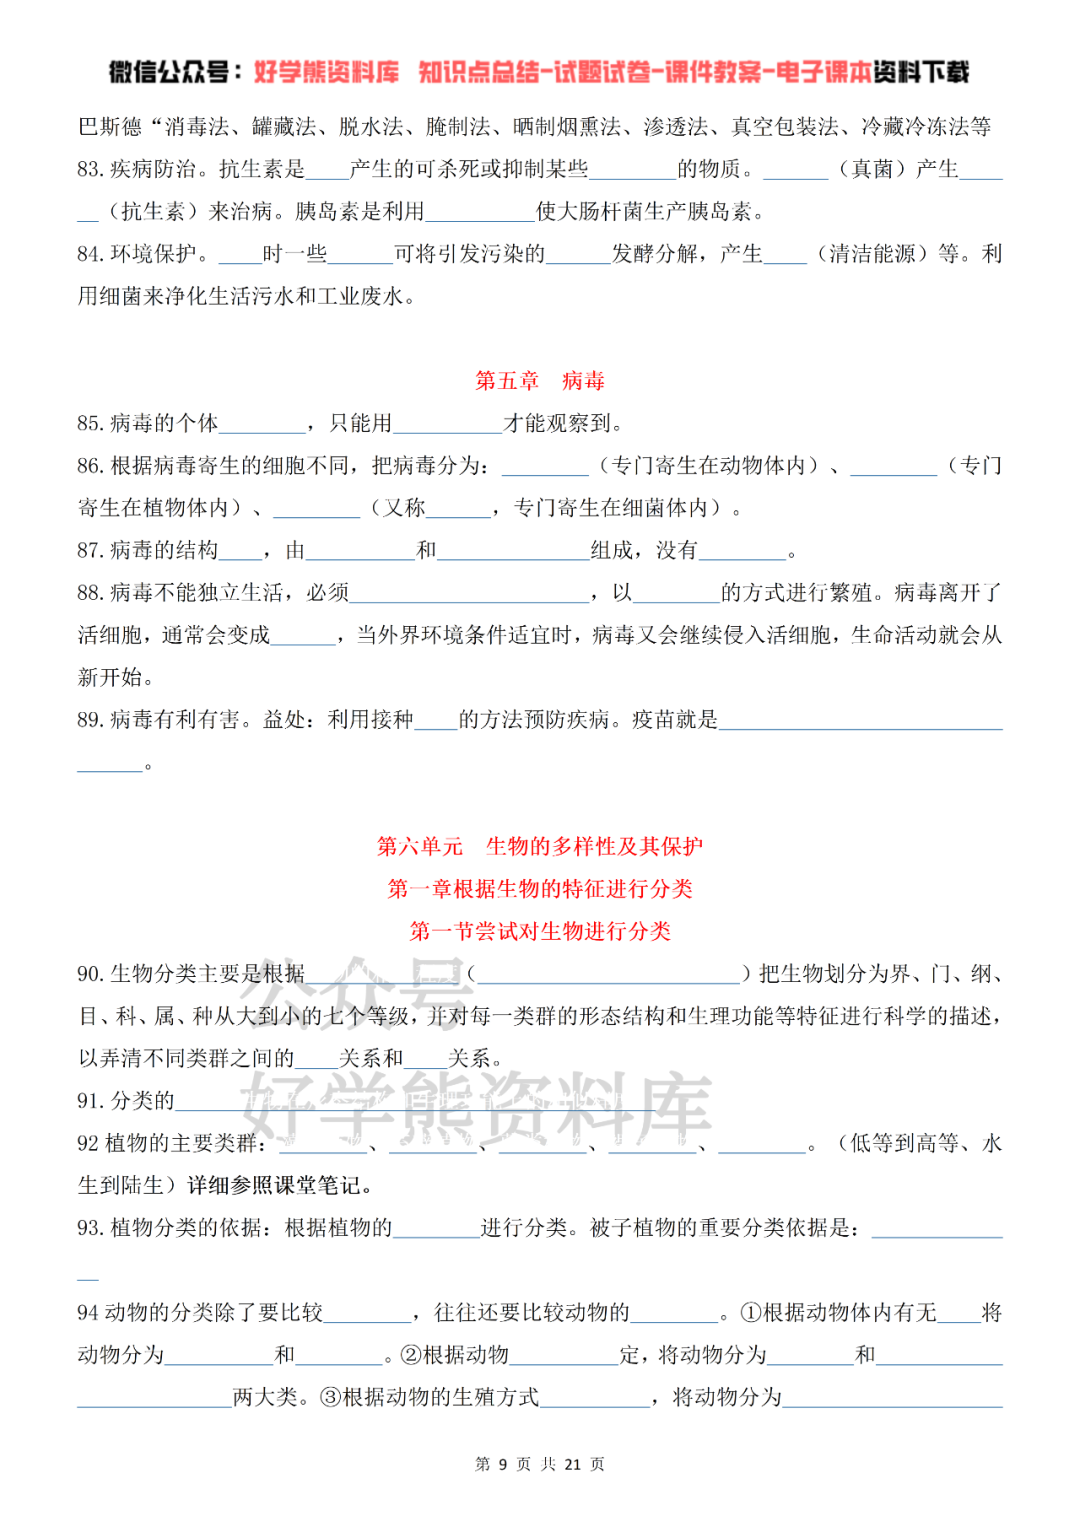 微信公众号：好学熊资料库 知识点总结-试题试卷-课件教案-电子课本资料下载
巴斯德“消毒法、罐藏法、脱水法、腌制法、晒制烟熏法、渗透法、真空包装法、冷藏冷冻法等
83.疾病防治。抗生素是____产生的可杀死或抑制某些________的物质。______（真菌）产生____
__（抗生素）来治病。胰岛素是利用__________使大肠杆菌生产胰岛素。
84.环境保护。____时一些______可将引发污染的______发酵分解，产生____（清洁能源）等。利
用细菌来净化生活污水和工业废水。
第五章 病毒
85.病毒的个体________，只能用__________才能观察到。
86.根据病毒寄生的细胞不同，把病毒分为：________（专门寄生在动物体内）、________（专门
寄生在植物体内）、________（又称______，专门寄生在细菌体内）。
87.病毒的结构____，由__________和______________组成，没有________。
88.病毒不能独立生活，必须______________________，以________的方式进行繁殖。病毒离开了
活细胞，通常会变成______，当外界环境条件适宜时，病毒又会继续侵入活细胞，生命活动就会从
新开始。
89.病毒有利有害。益处：利用接种____的方法预防疾病。疫苗就是__________________________
______。
第六单元 生物的多样性及其保护
第一章根据生物的特征进行分类
第一节尝试对生物进行分类
90.生物分类主要是根据______________（________________________）把生物划分为界、门、纲、
目、科、属、种从大到小的七个等级，并对每一类群的形态结构和生理功能等特征进行科学的描述，
以弄清不同类群之间的____关系和____关系。
91.分类的____________________________________________
92植物的主要类群：________、________、________、________、________。（低等到高等、水
生到陆生）详细参照课堂笔记。
93.植物分类的依据：根据植物的________进行分类。被子植物的重要分类依据是：____________
__
94动物的分类除了要比较________，往往还要比较动物的________。①根据动物体内有无____将
动物分为__________和________。②根据动物__________定，将动物分为________和____________
______________两大类。③根据动物的生殖方式__________，将动物分为____________________
公众号
好学熊资料库
第 9 页 共 21 页